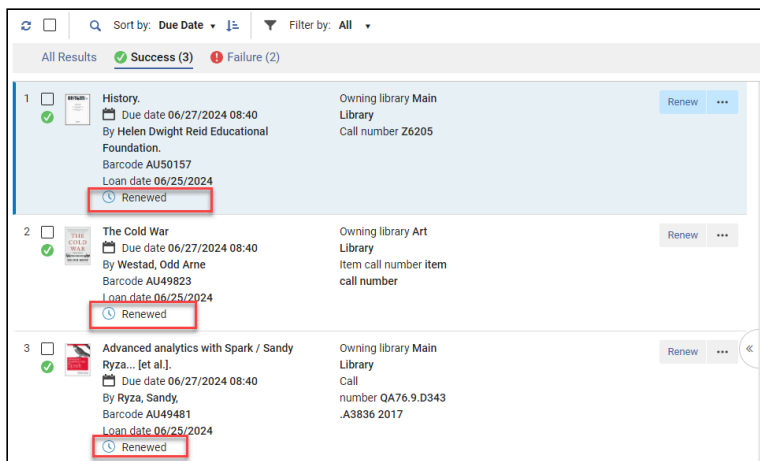 Sort by: Due Date Filter by: All
All Results Success (3) Failure (2)
1 History. Owning library Main Renew
Due date 06/27/2024 08:40 Library
By Helen Dwight Reid Educational Call number Z6205
Foundation.
Barcode AU50157
Loan date 06/25/2024
Renewed
2 The Cold War Owning library Art Renew
THE COLD WAR
Due date 06/27/2024 08:40 Library
By Westad, Odd Arne Item call number item
Barcode AU49823 call number
Loan date 06/25/2024
Renewed
3 Advanced analytics with Spark / Sandy Owning library Main Renew
Ryza... [et al.]. Library
Due date 06/27/2024 08:40 Call
By Ryza, Sandy, number QA76.9.D343
Barcode AU49481 .A3836 2017
Loan date 06/25/2024
Renewed